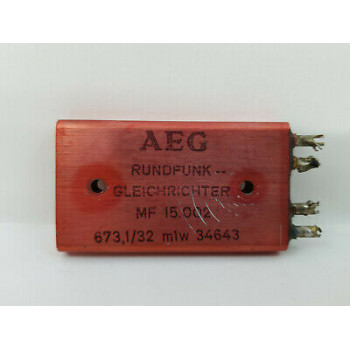 AEG
RUNDFUNK--
GLEICHRICHTER
MF 15.002
673,1/32 mlw 34643